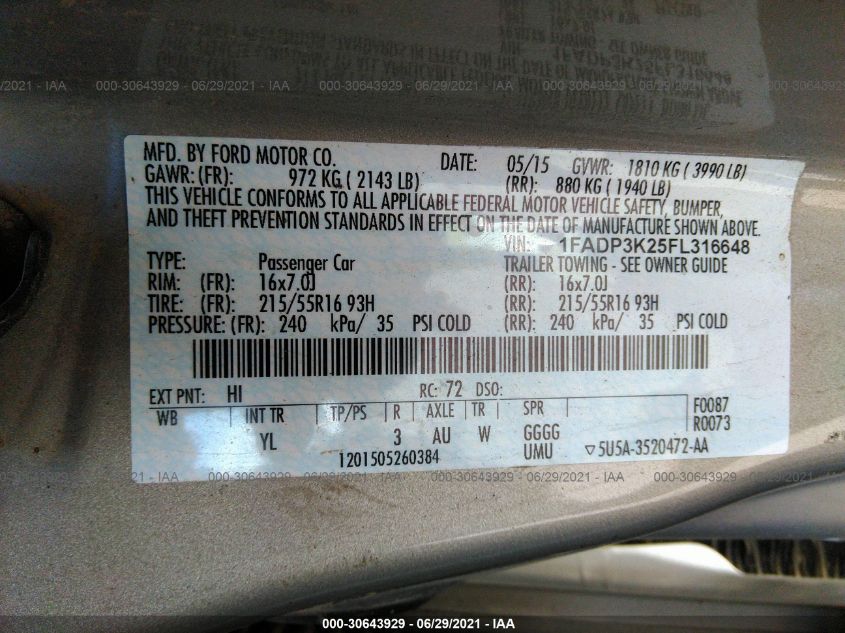 06/29/2021 - IAA 000-30643929 06/29/2021 - IAA 000-30643929 06/29/2021 - IAA 000-30643929
MFD. BY FORD MOTOR CO. DATE: 05/15 GVWR: 1810 KG ( 3990 LB)
GAWR: (FR): 972 KG ( 2143 LB) (RR): 880 KG ( 1940 LB)
THIS VEHICLE CONFORMS TO ALL APPLICABLE FEDERAL MOTOR VEHICLE SAFETY, BUMPER,
AND THEFT PREVENTION STANDARDS IN EFFECT ON THE DATE OF MANUFACTURE SHOWN ABOVE.
VIN: 1FADP3K25FL316648
TYPE: Passenger Car TRAILER TOWING - SEE OWNER GUIDE
RIM: (FR): 16x7.0J (RR): 16x7.0J
TIRE: (FR): 215/55R16 93H (RR): 215/55R16 93H
PRESSURE: (FR): 240 kPa/ 35 PSI COLD (RR): 240 kPa/ 35 PSI COLD
EXT PNT: HI RC: 72 DSO:
WB INT TR TP/PS R AXLE TR SPR F0087
R0073
YL 3 AU W GGGG
1201505260384 UMU ▽5U5A-3520472-AA
06/29/2021 - IAA 000-30643929 06/29/2021 - IAA 000-30643929 06/29/2021 - IAA 000-30643929
000-30643929 06/29/2021 - IAA